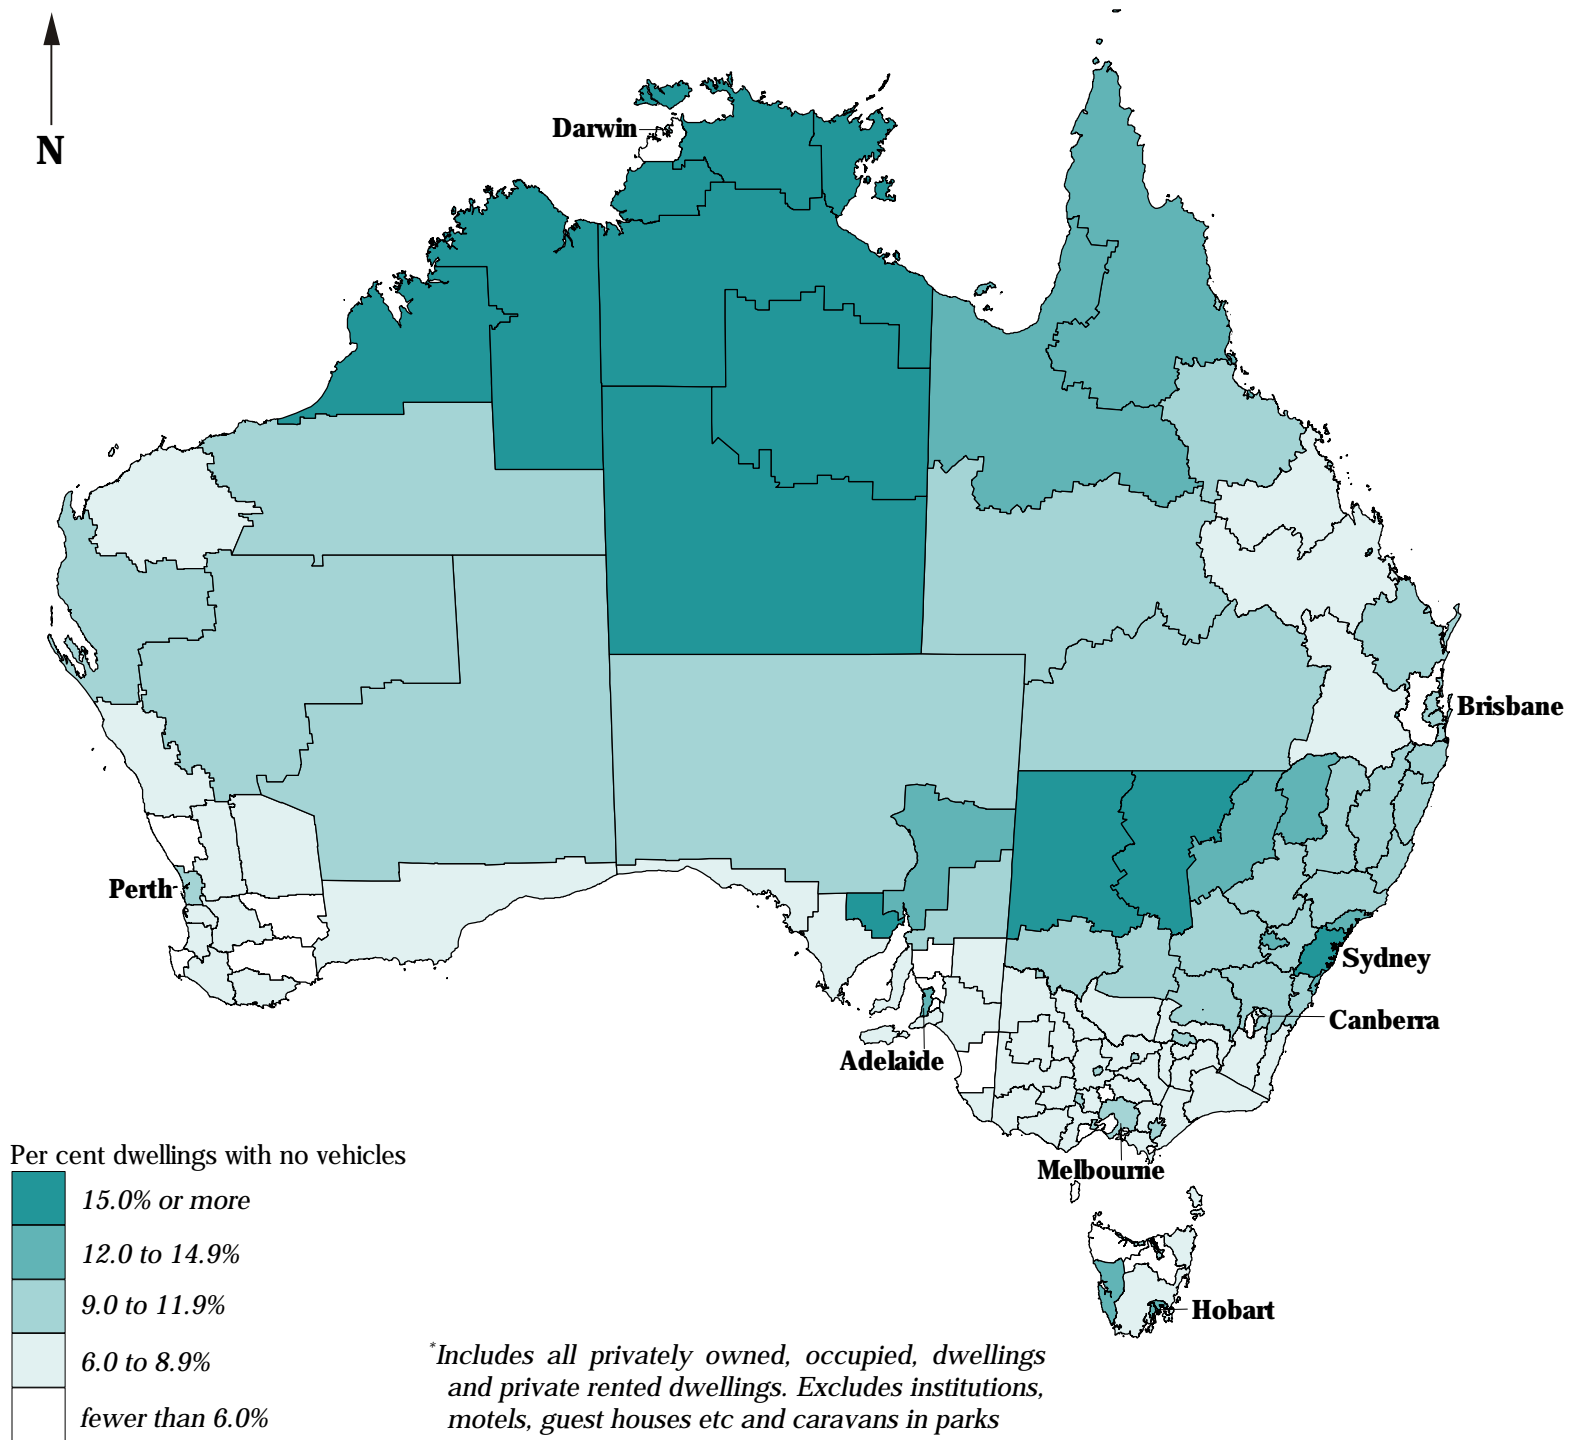 N
Darwin
Brisbane
Perth
Sydney
Canberra
Adelaide
Melbourne
Hobart
Per cent dwellings with no vehicles
15.0% or more
12.0 to 14.9%
9.0 to 11.9%
6.0 to 8.9%
fewer than 6.0%
*Includes all privately owned, occupied, dwellings
and private rented dwellings. Excludes institutions,
motels, guest houses etc and caravans in parks